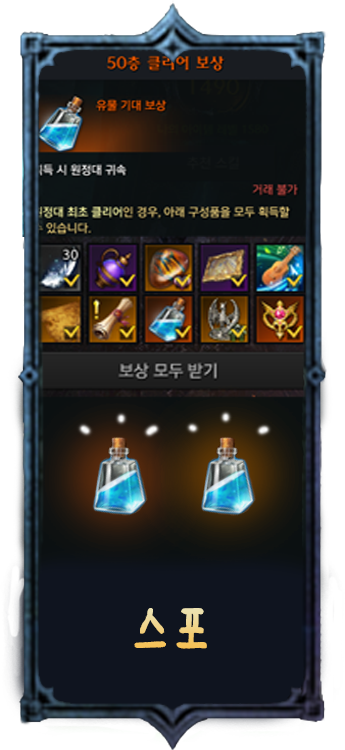 50층 클리어 보상
유물 기대 보상
득 시 원정대 귀속
거래 불가
원정대 최초 클리어인 경우, 아래 구성품을 모두 획득할
수 있습니다.
30
보상 모두 받기
스포